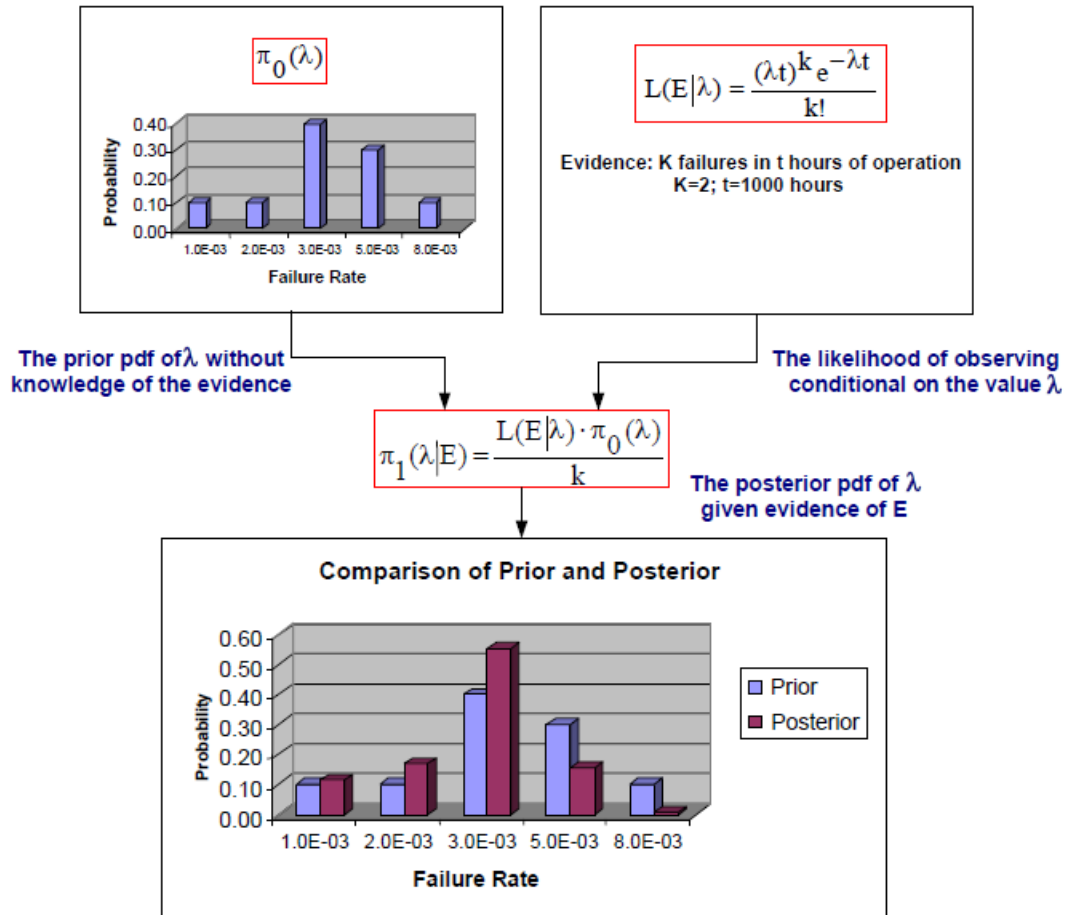 π₀(λ)
Probability
0.40
0.30
0.20
0.10
0.00
1.0E-03 2.0E-03 3.0E-03 5.0E-03 8.0E-03
Failure Rate
L(E|λ) = (λt)^k e^−λt / k!
Evidence: K failures in t hours of operation
K=2; t=1000 hours
The prior pdf of λ without
knowledge of the evidence
The likelihood of observing
conditional on the value λ
π₁(λ|E) = L(E|λ) · π₀(λ) / k
The posterior pdf of λ
given evidence of E
Comparison of Prior and Posterior
Probability
0.60
0.50
0.40
0.30
0.20
0.10
0.00
1.0E-03 2.0E-03 3.0E-03 5.0E-03 8.0E-03
Failure Rate
Prior
Posterior